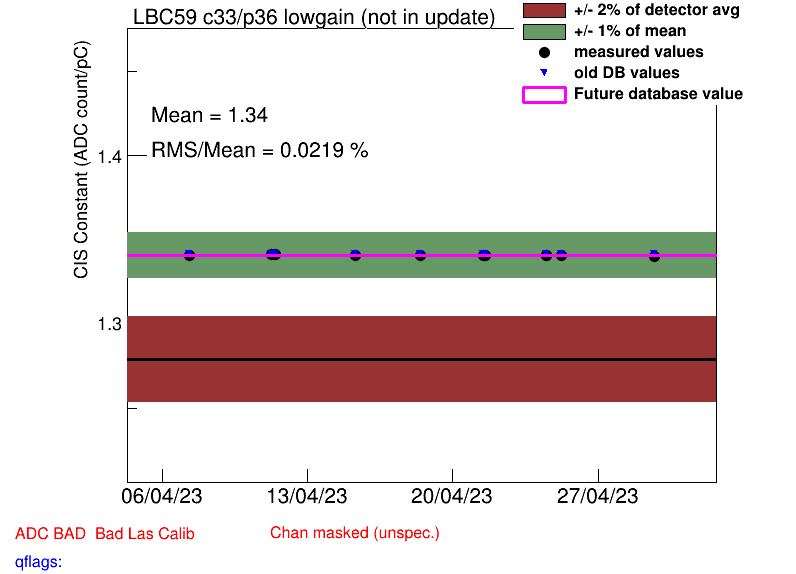 LBC59 c33/p36 lowgain (not in update)
+/- 2% of detector avg
+/- 1% of mean
measured values
old DB values
Future database value
CIS Constant (ADC count/pC)
Mean = 1.34
RMS/Mean = 0.0219 %
1.4
1.3
06/04/23 13/04/23 20/04/23 27/04/23
ADC BAD  Bad Las Calib Chan masked (unspec.)
qflags: